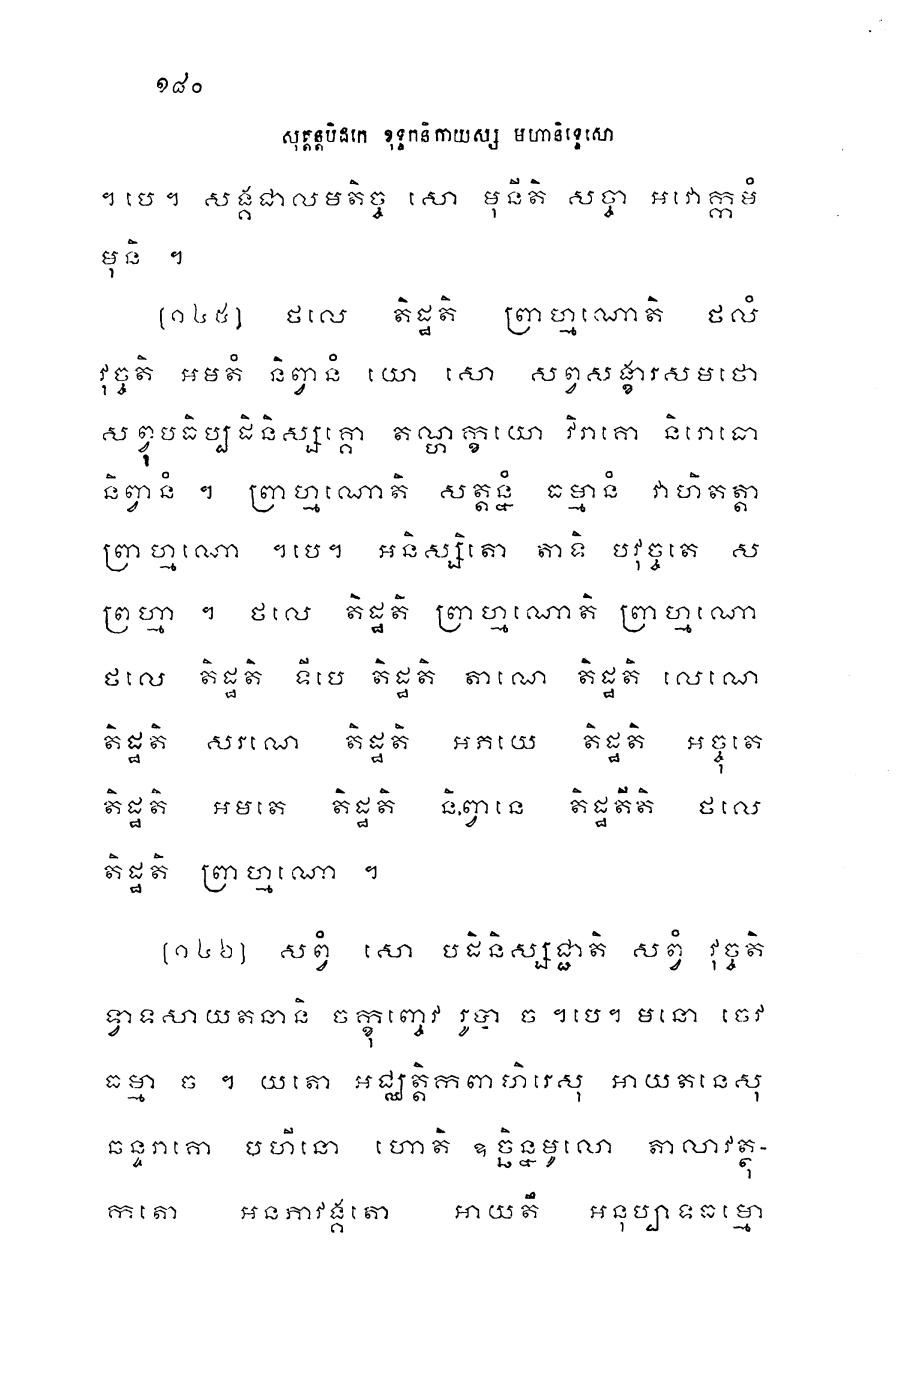 ១៨០
សុត្តន្តបិដកេ ខុទ្ទកនិកាយស្ស មហានិទ្ទេសោ
។ បេ ។ សង្គជាលមតិច្ច សោ មុនីតិ សច្ចា អវោក្កមំ
មុនិ ។
[១៤៥] ថលេ តិដ្ឋតិ ព្រាហ្មណោតិ ថលំ
វុច្ចតិ អមតំ និព្វានំ យោ សោ សព្វសង្ខារសមថោ
សព្វុបធិប្បដិនិស្សគ្គោ តណ្ហក្ខយោ វិរាគោ និរោធោ
និព្វានំ ។ ព្រាហ្មណោតិ សត្តន្នំ ធម្មានំ វាហិតត្តា
ព្រាហ្មណោ ។បេ។ អនិស្សិតោ តាទិ បវុច្ចតេ ស
ព្រហ្មា ។ ថលេ តិដ្ឋតិ ព្រាហ្មណោតិ ព្រាហ្មណោ
ថលេ តិដ្ឋតិ ទីបេ តិដ្ឋតិ តាណេ តិដ្ឋតិ លេណេ
តិដ្ឋតិ សរណេ តិដ្ឋតិ អភយេ តិដ្ឋតិ អច្ចុតេ
តិដ្ឋតិ អមតេ តិដ្ឋតិ និព្វានេ តិដ្ឋតីតិ ថលេ
តិដ្ឋតិ ព្រាហ្មណោ ។
[១៤៦] សព្វំ សោ បដិនិស្សជ្ជាតិ សព្វំ វុច្ចតិ
ទ្វាទសាយតនានិ ចក្ខុញ្ចេវ រូបា ច ។បេ។ មនោ ចេវ
ធម្មា ច ។ យតោ អជ្ឈត្តិកពាហិរេសុ អាយតនេសុ
ឆន្ទរាគោ បហីនោ ហោតិ ឧច្ឆិន្នមូលោ តាលាវត្ថុ-
កតោ អនភាវង្គតោ អាយតឹ អនុប្បាទធម្មោ